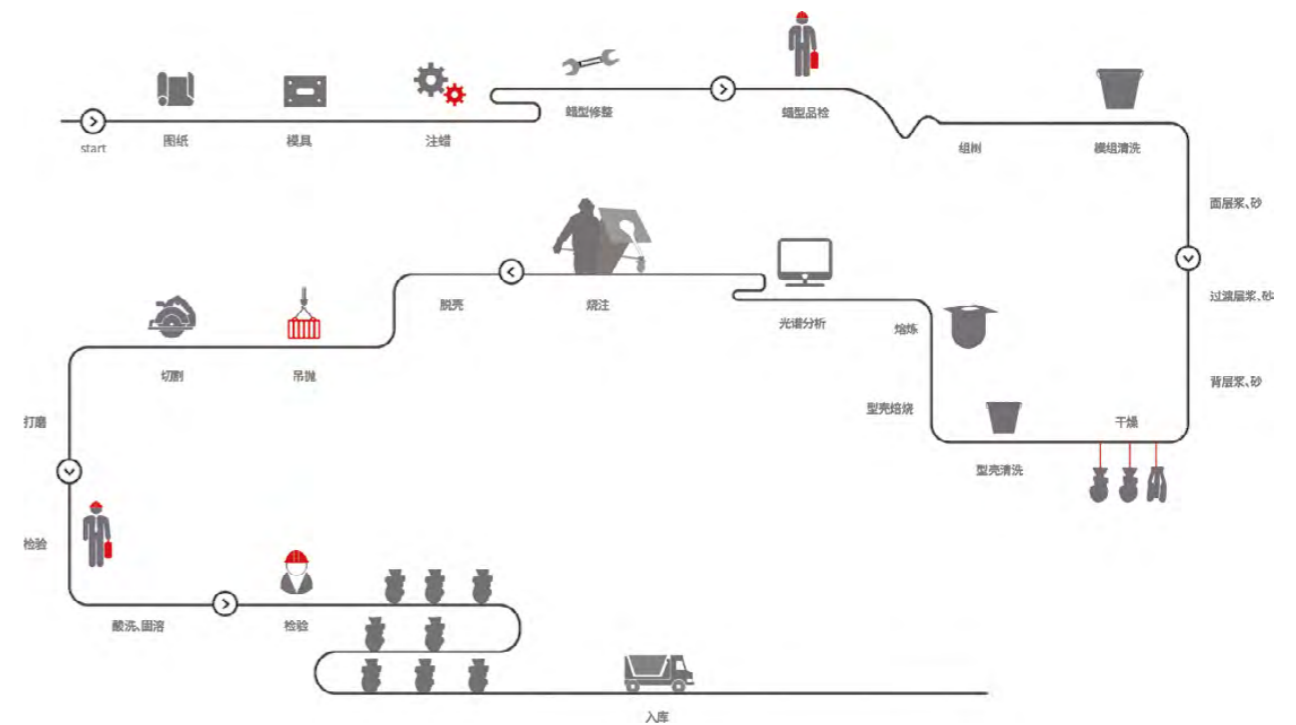 start
图纸
模具
注蜡
蜡型修整
蜡型品检
组树
模组清洗
面层浆、砂
过渡层浆、砂
背层浆、砂
干燥
型壳清洗
型壳焙烧
熔炼
光谱分析
烧注
脱壳
吊抛
切割
打磨
检验
酸洗、固溶
检验
入库